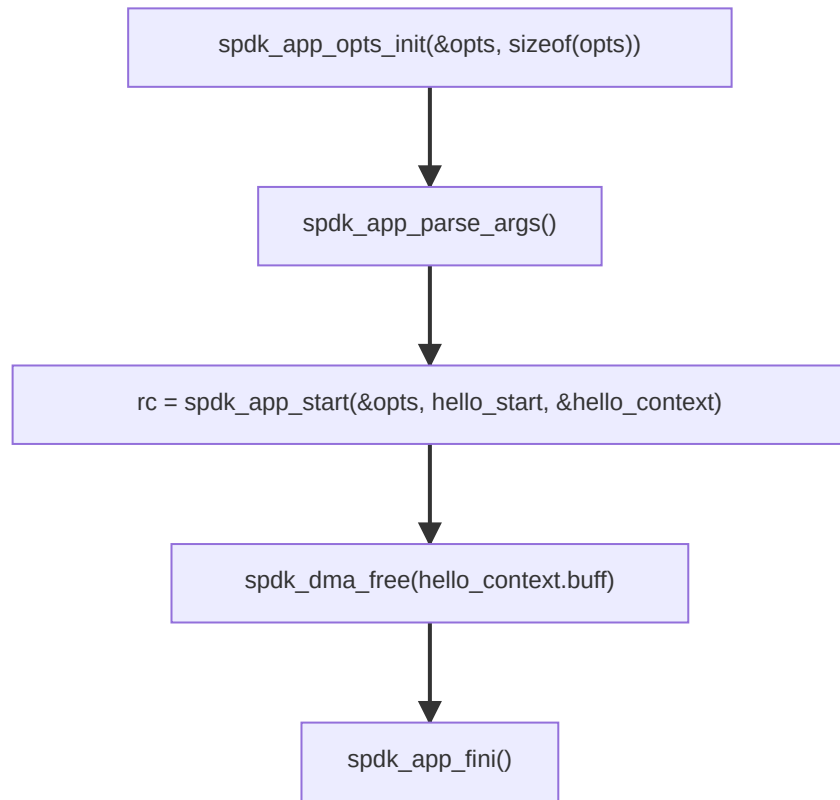 spdk_app_opts_init(&opts, sizeof(opts))
spdk_app_parse_args()
rc = spdk_app_start(&opts, hello_start, &hello_context)
spdk_dma_free(hello_context.buff)
spdk_app_fini()